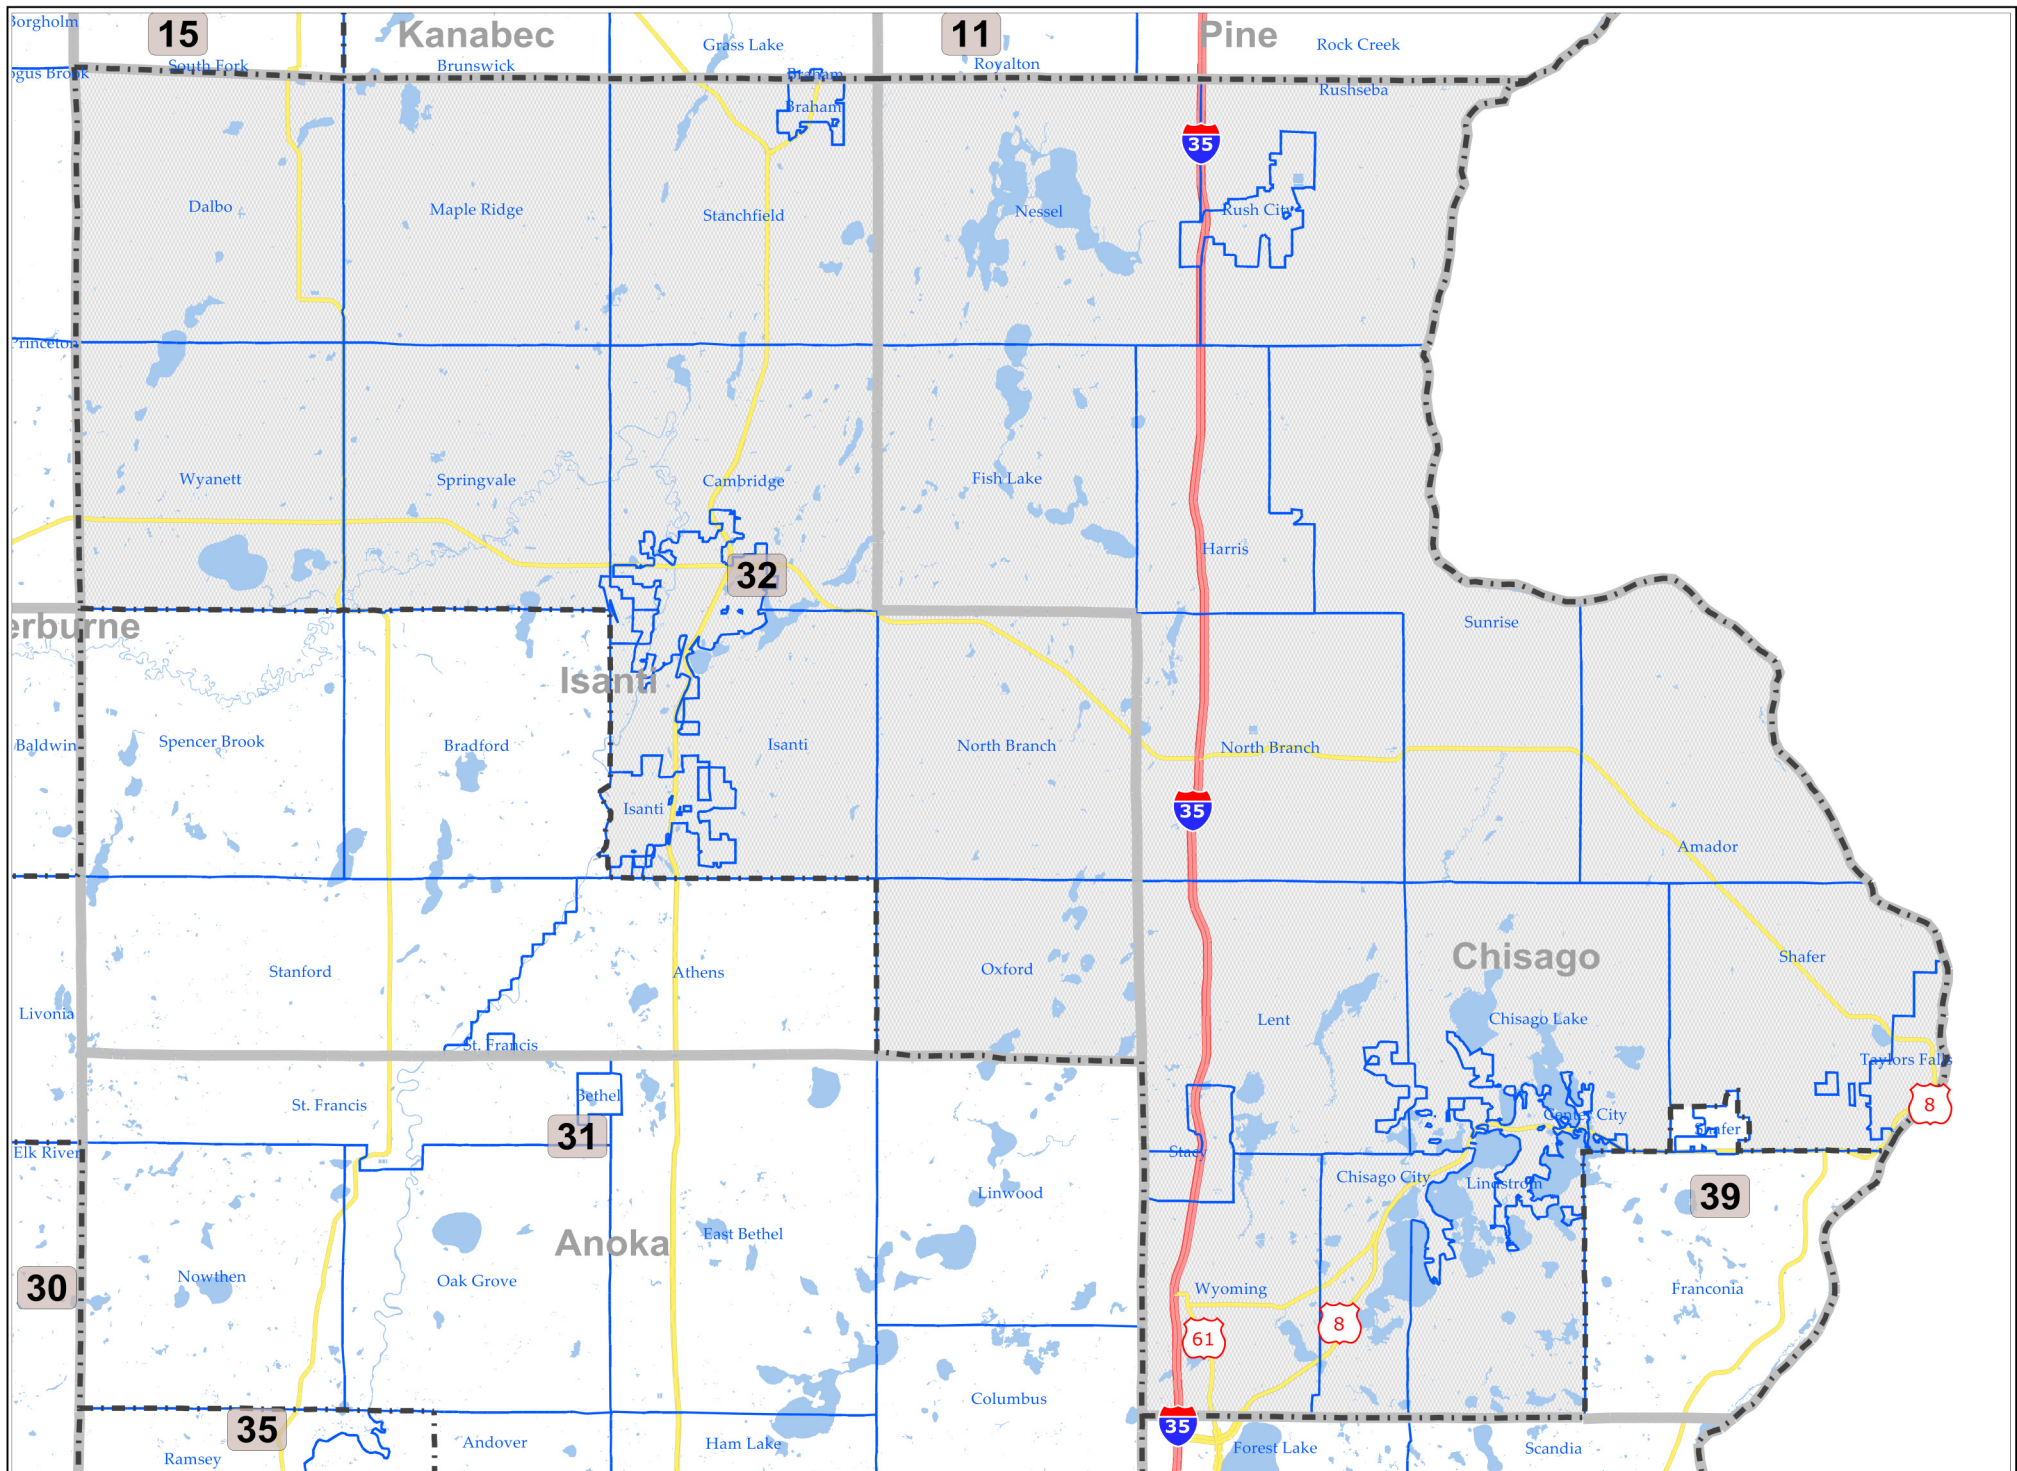 Borgholm
15
Kanabec
Grass Lake
11
Pine
Rock Creek
ogus Brook
South Fork
Brunswick
Braham
Royalton
Rushseba
Braham
35
Dalbo
Maple Ridge
Stanchfield
Nessel
Rush City
Princeton
Wyanett
Springvale
Cambridge
Fish Lake
Harris
32
erburne
Sunrise
Isanti
Baldwin
Spencer Brook
Bradford
Isanti
North Branch
North Branch
Isanti
35
Amador
Stanford
Athens
Oxford
Chisago
Shafer
Livonia
Lent
Chisago Lake
St. Francis
Taylors Falls
St. Francis
Bethel
8
Center City
Shafer
31
Elk River
Stacy
Chisago City
Lindstrom
Linwood
39
Anoka
East Bethel
Nowthen
Oak Grove
30
Wyoming
Franconia
61
8
Columbus
35
35
Ramsey
Andover
Ham Lake
Forest Lake
Scandia